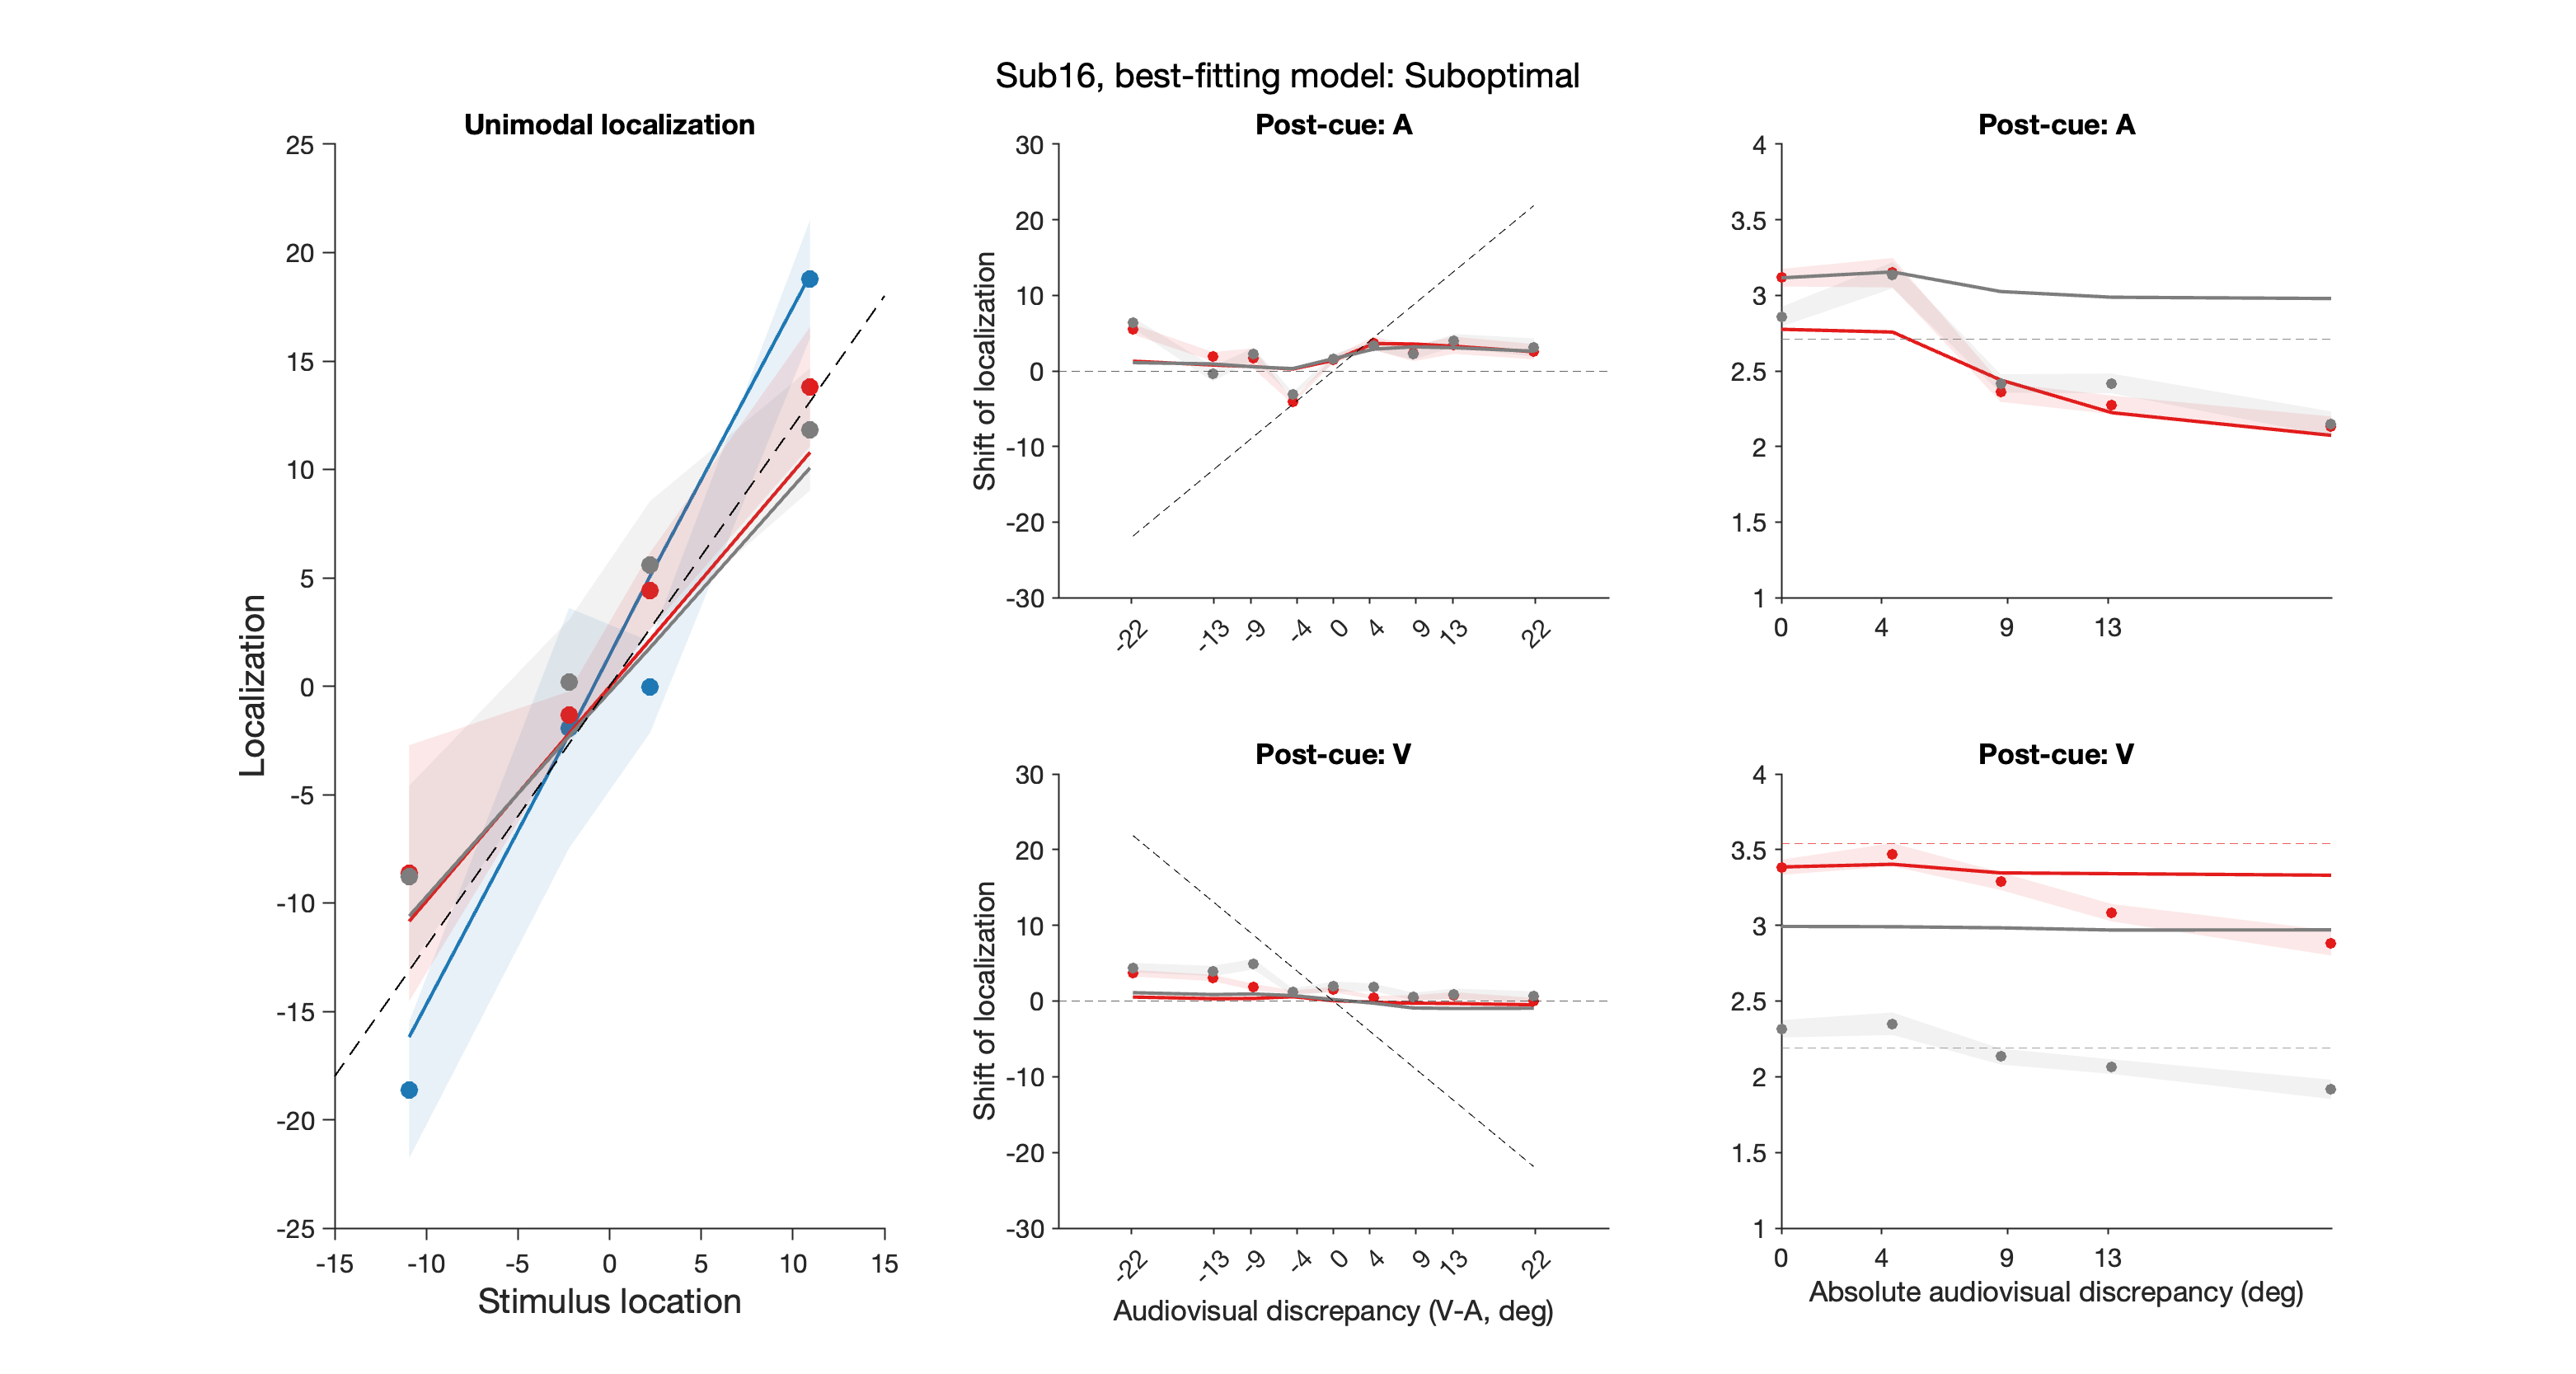 Sub16, best-fitting model: Suboptimal
Unimodal localization
25
20
15
10
5
0
-5
-10
-15
-20
-25
Localization
-15 -10 -5 0 5 10 15
Stimulus location
Post-cue: A
30
20
10
0
-10
-20
-30
Shift of localization
-22 -13 -9 -4 0 4 9 13 22
Post-cue: A
4
3.5
3
2.5
2
1.5
1
0 4 9 13
Post-cue: V
30
20
10
0
-10
-20
-30
Shift of localization
-22 -13 -9 -4 0 4 9 13 22
Audiovisual discrepancy (V-A, deg)
Post-cue: V
4
3.5
3
2.5
2
1.5
1
0 4 9 13
Absolute audiovisual discrepancy (deg)